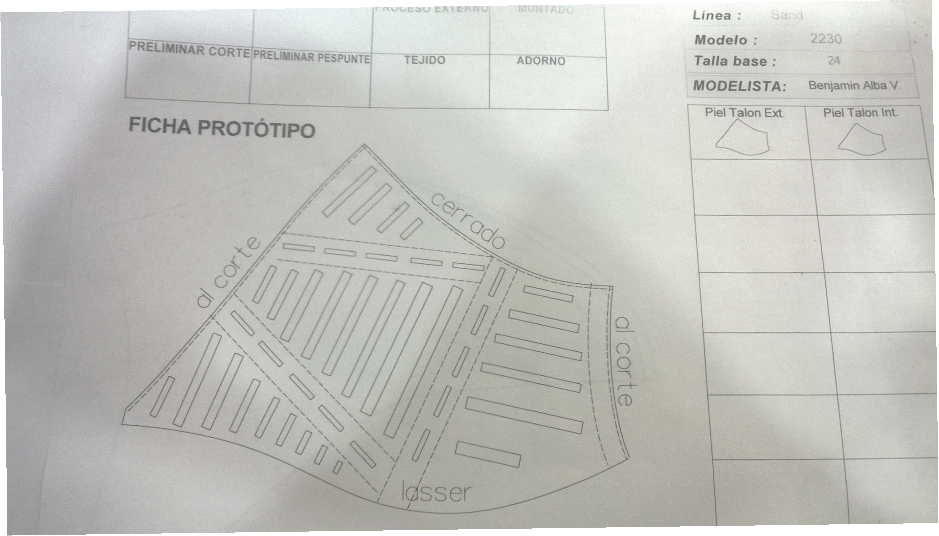 PROCESO EXTERNO
MONTADO
PRELIMINAR CORTE
PRELIMINAR PESPUNTE
TEJIDO
ADORNO
Linea : Sand
Modelo : 2230
Talla base : 24
MODELISTA: Benjamin Alba V.
FICHA PROTÓTIPO
Piel Talon Ext.
Piel Talon Int.
cerrado
al corte
al corte
lasser